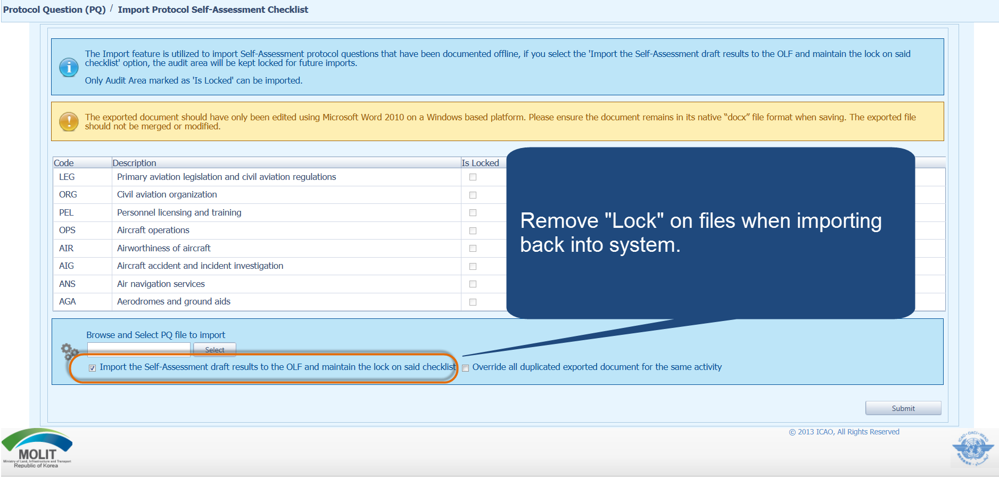 Protocol Question (PQ) / Import Protocol Self-Assessment Checklist
The Import feature is utilized to import Self-Assessment protocol questions that have been documented offline, if you select the 'Import the Self-Assessment draft results to the OLF and maintain the lock on said
checklist' option, the audit area will be kept locked for future imports.
Only Audit Area marked as 'Is Locked' can be imported.
The exported document should have only been edited using Microsoft Word 2010 on a Windows based platform. Please ensure the document remains in its native “docx” file format when saving. The exported file
should not be merged or modified.
Code Description Is Locked
LEG Primary aviation legislation and civil aviation regulations
ORG Civil aviation organization
PEL Personnel licensing and training
OPS Aircraft operations
AIR Airworthiness of aircraft
AIG Aircraft accident and incident investigation
ANS Air navigation services
AGA Aerodromes and ground aids
Remove "Lock" on files when importing
back into system.
Browse and Select PQ file to import
Select
Import the Self-Assessment draft results to the OLF and maintain the lock on said checklist Override all duplicated exported document for the same activity
Submit
© 2013 ICAO, All Rights Reserved
MOLIT
Ministry of Land, Infrastructure and Transport
Republic of Korea